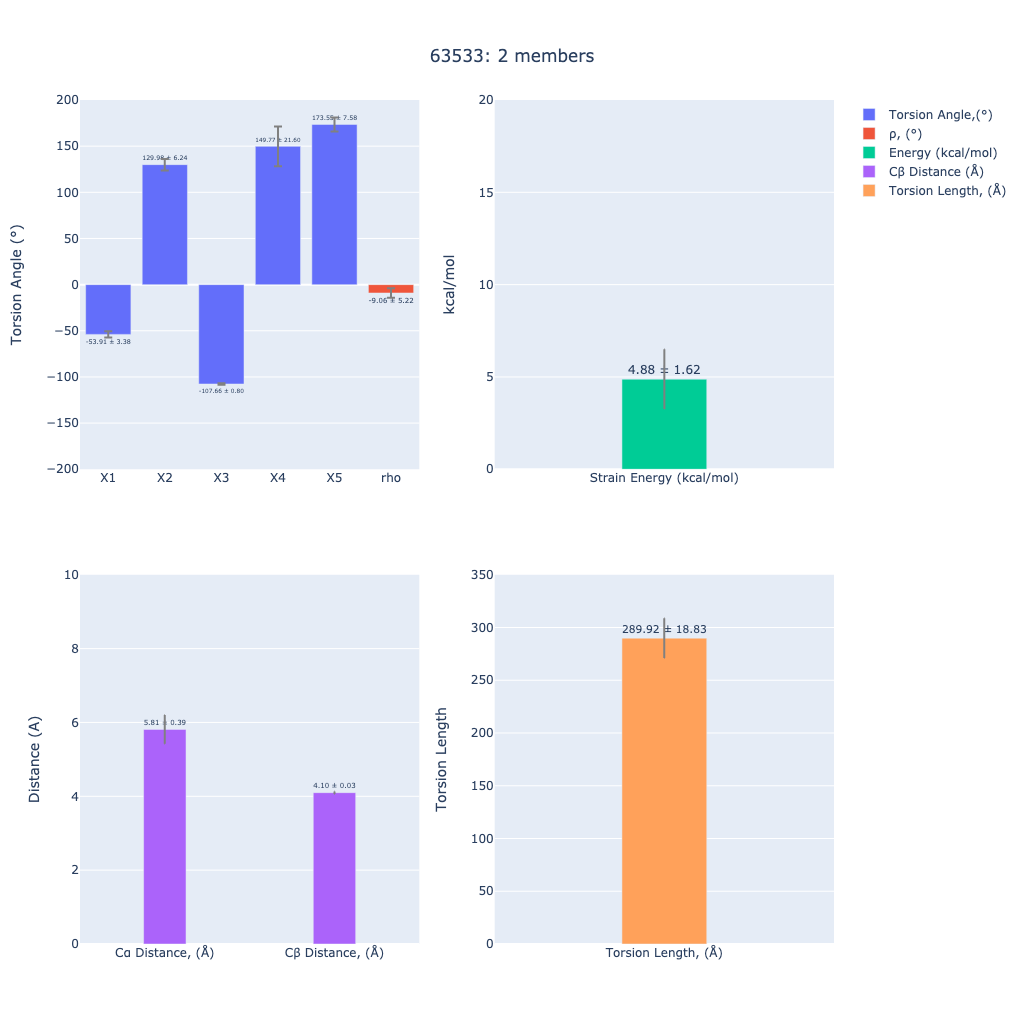 63533: 2 members
Torsion Angle (°)
200
150
100
50
0
−50
−100
−150
−200
-53.91 ± 3.38
129.98 ± 6.24
-107.66 ± 0.80
149.77 ± 21.60
173.59 ± 7.58
-9.06 ± 5.22
X1 X2 X3 X4 X5 rho
kcal/mol
20
15
10
5
0
4.88 ± 1.62
Strain Energy (kcal/mol)
Torsion Angle,(°)
ρ, (°)
Energy (kcal/mol)
Cβ Distance (Å)
Torsion Length, (Å)
Distance (A)
10
8
6
4
2
0
5.81 ± 0.39
4.10 ± 0.03
Cα Distance, (Å) Cβ Distance, (Å)
Torsion Length
350
300
250
200
150
100
50
0
289.92 ± 18.83
Torsion Length, (Å)